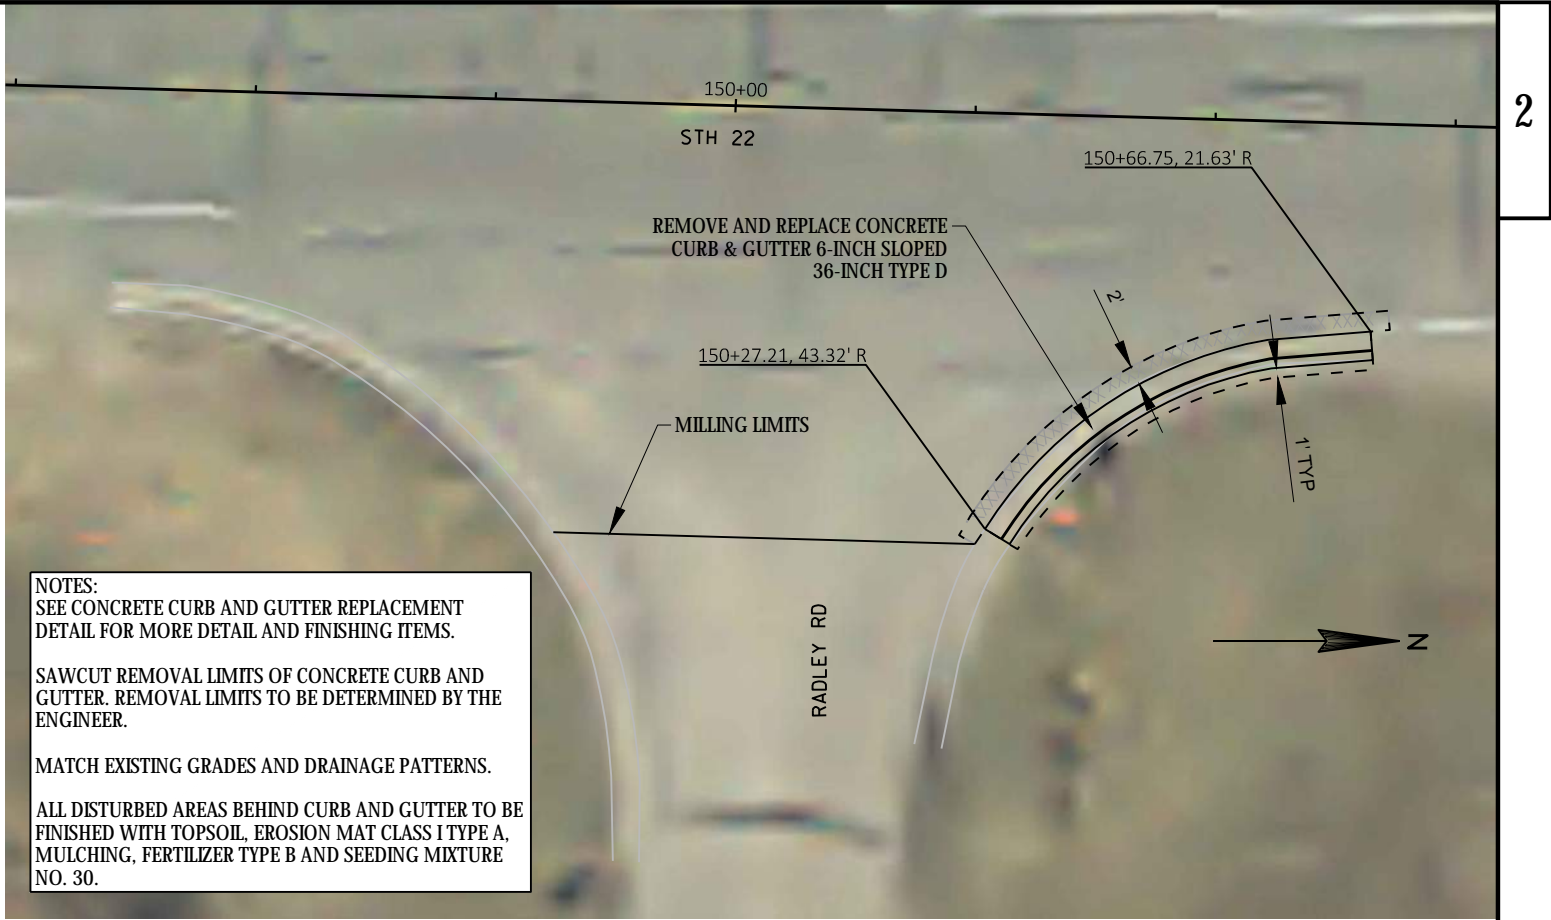 2
150+00
STH 22
150+66.75, 21.63' R
REMOVE AND REPLACE CONCRETE
CURB & GUTTER 6-INCH SLOPED
36-INCH TYPE D
2'
150+27.21, 43.32' R
MILLING LIMITS
1' TYP
RADLEY RD
N
NOTES:
SEE CONCRETE CURB AND GUTTER REPLACEMENT
DETAIL FOR MORE DETAIL AND FINISHING ITEMS.
SAWCUT REMOVAL LIMITS OF CONCRETE CURB AND
GUTTER. REMOVAL LIMITS TO BE DETERMINED BY THE
ENGINEER.
MATCH EXISTING GRADES AND DRAINAGE PATTERNS.
ALL DISTURBED AREAS BEHIND CURB AND GUTTER TO BE
FINISHED WITH TOPSOIL, EROSION MAT CLASS I TYPE A,
MULCHING, FERTILIZER TYPE B AND SEEDING MIXTURE
NO. 30.